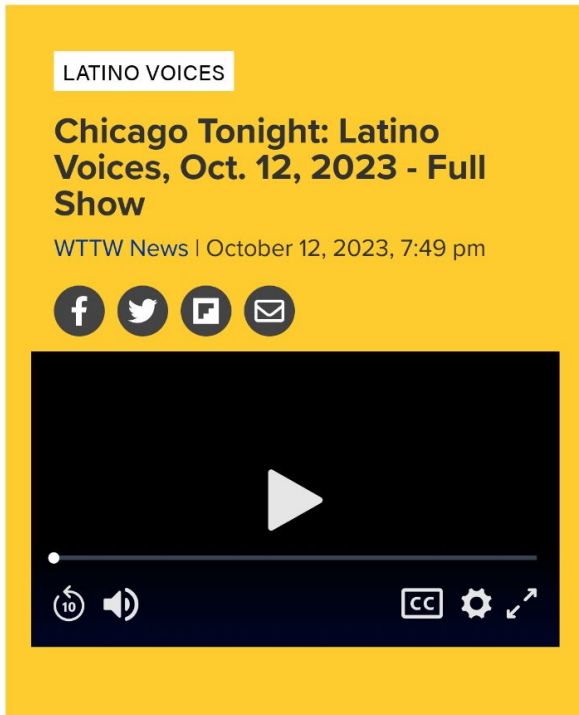 LATINO VOICES
Chicago Tonight: Latino
Voices, Oct. 12, 2023 - Full
Show
WTTW News | October 12, 2023, 7:49 pm
10
CC